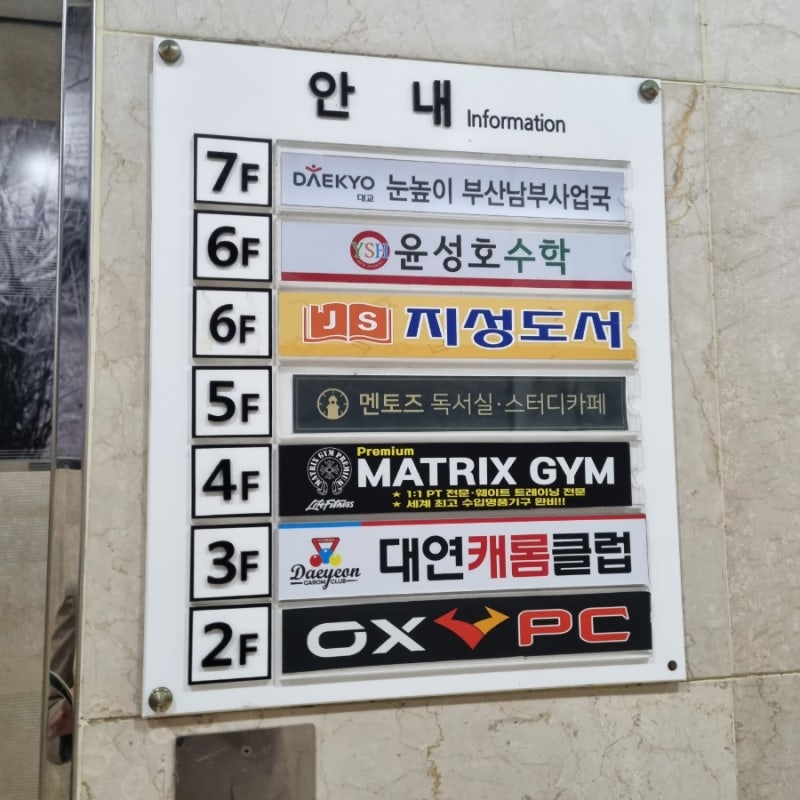 안 내 Information
7F DAEKYO 대교 눈높이 부산남부사업국
6F YSH 윤성호수학
6F JS 지성도서
5F 멘토즈 독서실·스터디카페
4F MATRIX GYM PREMIUM Life Fitness
Premium
MATRIX GYM
★ 1:1 PT 전문·웨이트 트레이닝 전문
★ 세계 최고 수입명품기구 완비!!
3F Daeyeon CAROM CLUB 대연캐롬클럽
2F OX PC